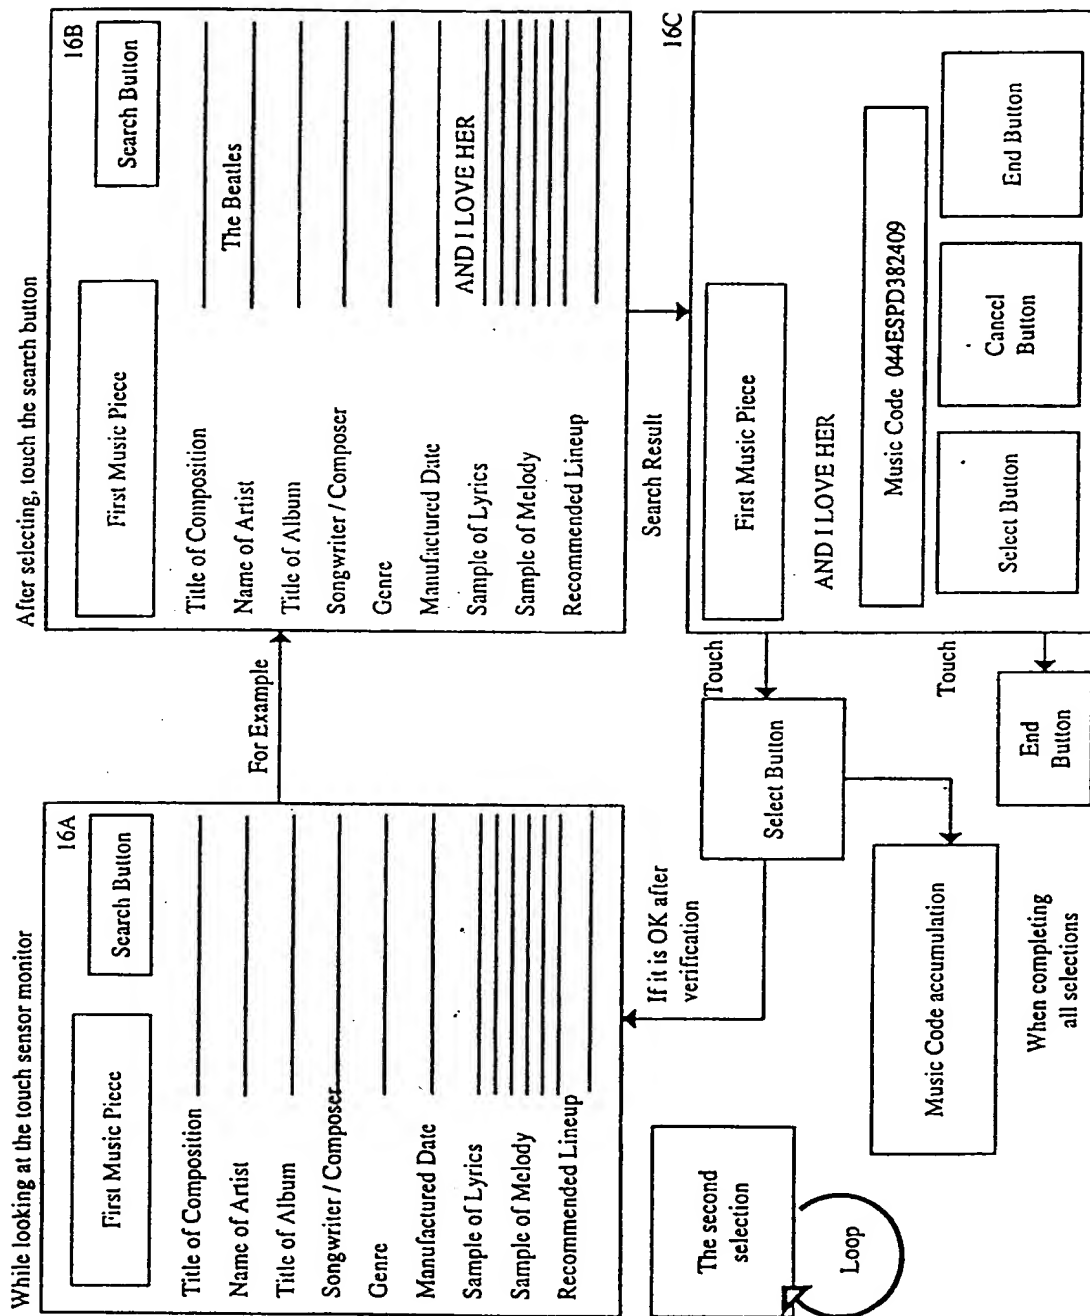 While looking at the touch sensor monitor
16A
First Music Piece
Search Button
Title of Composition
Name of Artist
Title of Album
Songwriter / Composer
Genre
Manufactured Date
Sample of Lyrics
Sample of Melody
Recommended Lineup
For Example
After selecting, touch the search button
16B
First Music Piece
Search Button
Title of Composition
Name of Artist
The Beatles
Title of Album
Songwriter / Composer
Genre
Manufactured Date
Sample of Lyrics
AND I LOVE HER
Sample of Melody
Recommended Lineup
Search Result
16C
First Music Piece
AND I LOVE HER
Music Code 044ESPD382409
Select Button
Cancel
Button
End Button
Touch
Select Button
If it is OK after
verification
Music Code accumulation
Touch
End
Button
When completing
all selections
The second
selection
Loop